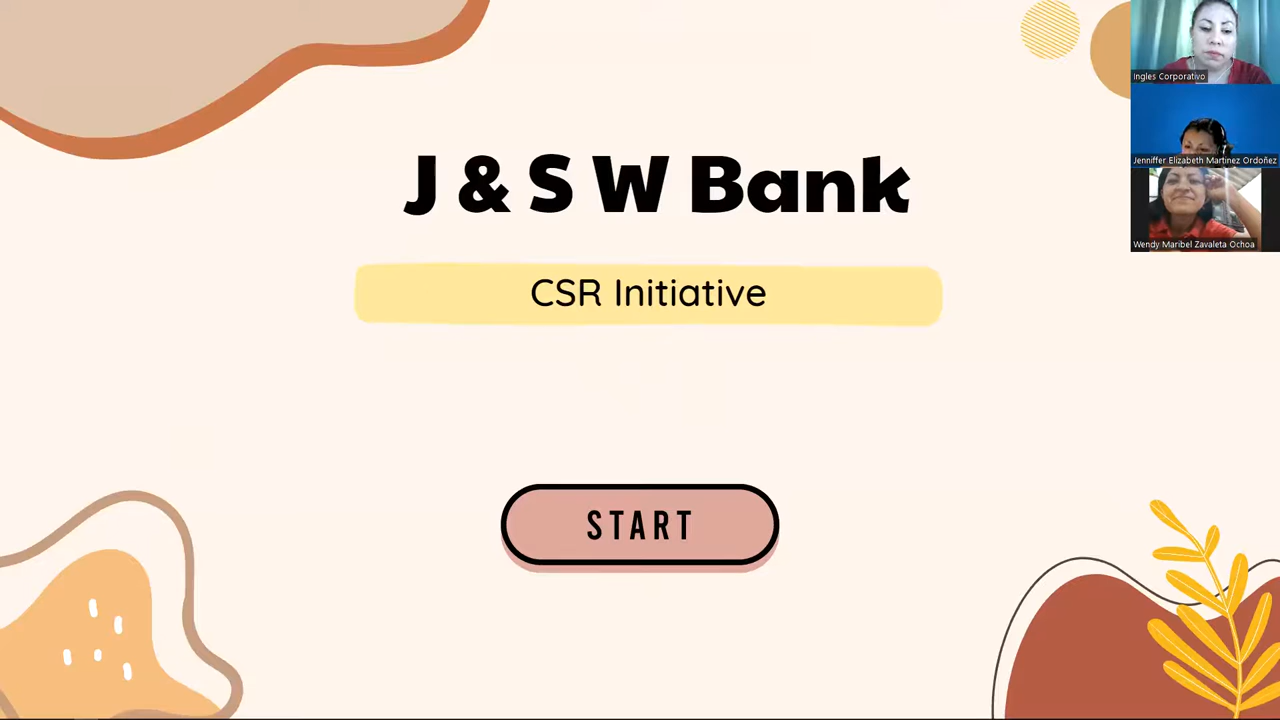 J & S W Bank
CSR Initiative
START
Ingles Corporativo
Jenniffer Elizabeth Martinez Ordoñez
Wendy Maribel Zavaleta Ochoa